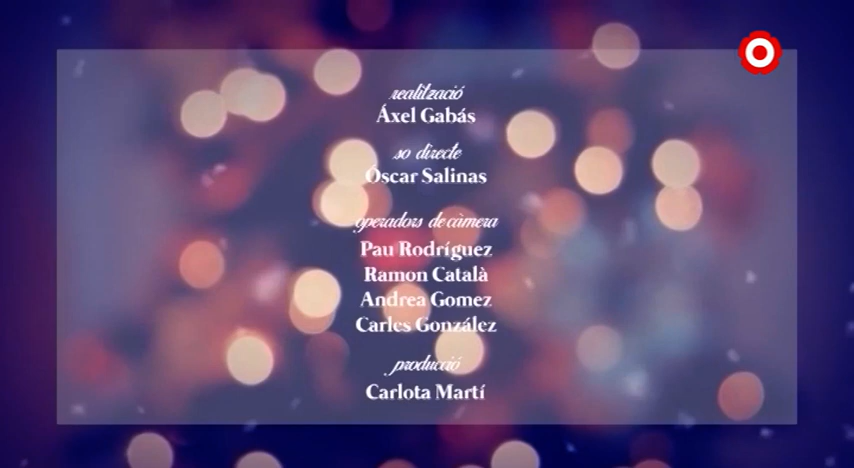 realització
Áxel Gabás
so directe
Óscar Salinas
operadors de càmera
Pau Rodríguez
Ramon Català
Andrea Gomez
Carles González
producció
Carlota Martí